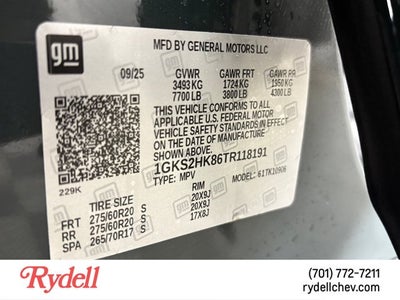 gm
MFD BY GENERAL MOTORS LLC
09/25 GVWR GAWR FRT GAWR RR
3493 KG 1724 KG 1950 KG
7700 LB 3800 LB 4300 LB
THIS VEHICLE CONFORMS TO ALL
APPLICABLE U.S. FEDERAL MOTOR
VEHICLE SAFETY STANDARDS IN EFFECT
ON THE DATE OF MANUFACTURE SHOWN ABOVE.
1GKS2HK86TR118191
TYPE: MPV MODEL: 61TK10906
229K
TIRE SIZE RIM
FRT 275/60R20 S 20X9J
RR 275/60R20 S 20X9J
SPA 265/70R17 S 17X8J
Rydell
(701) 772-7211
rydellchev.com